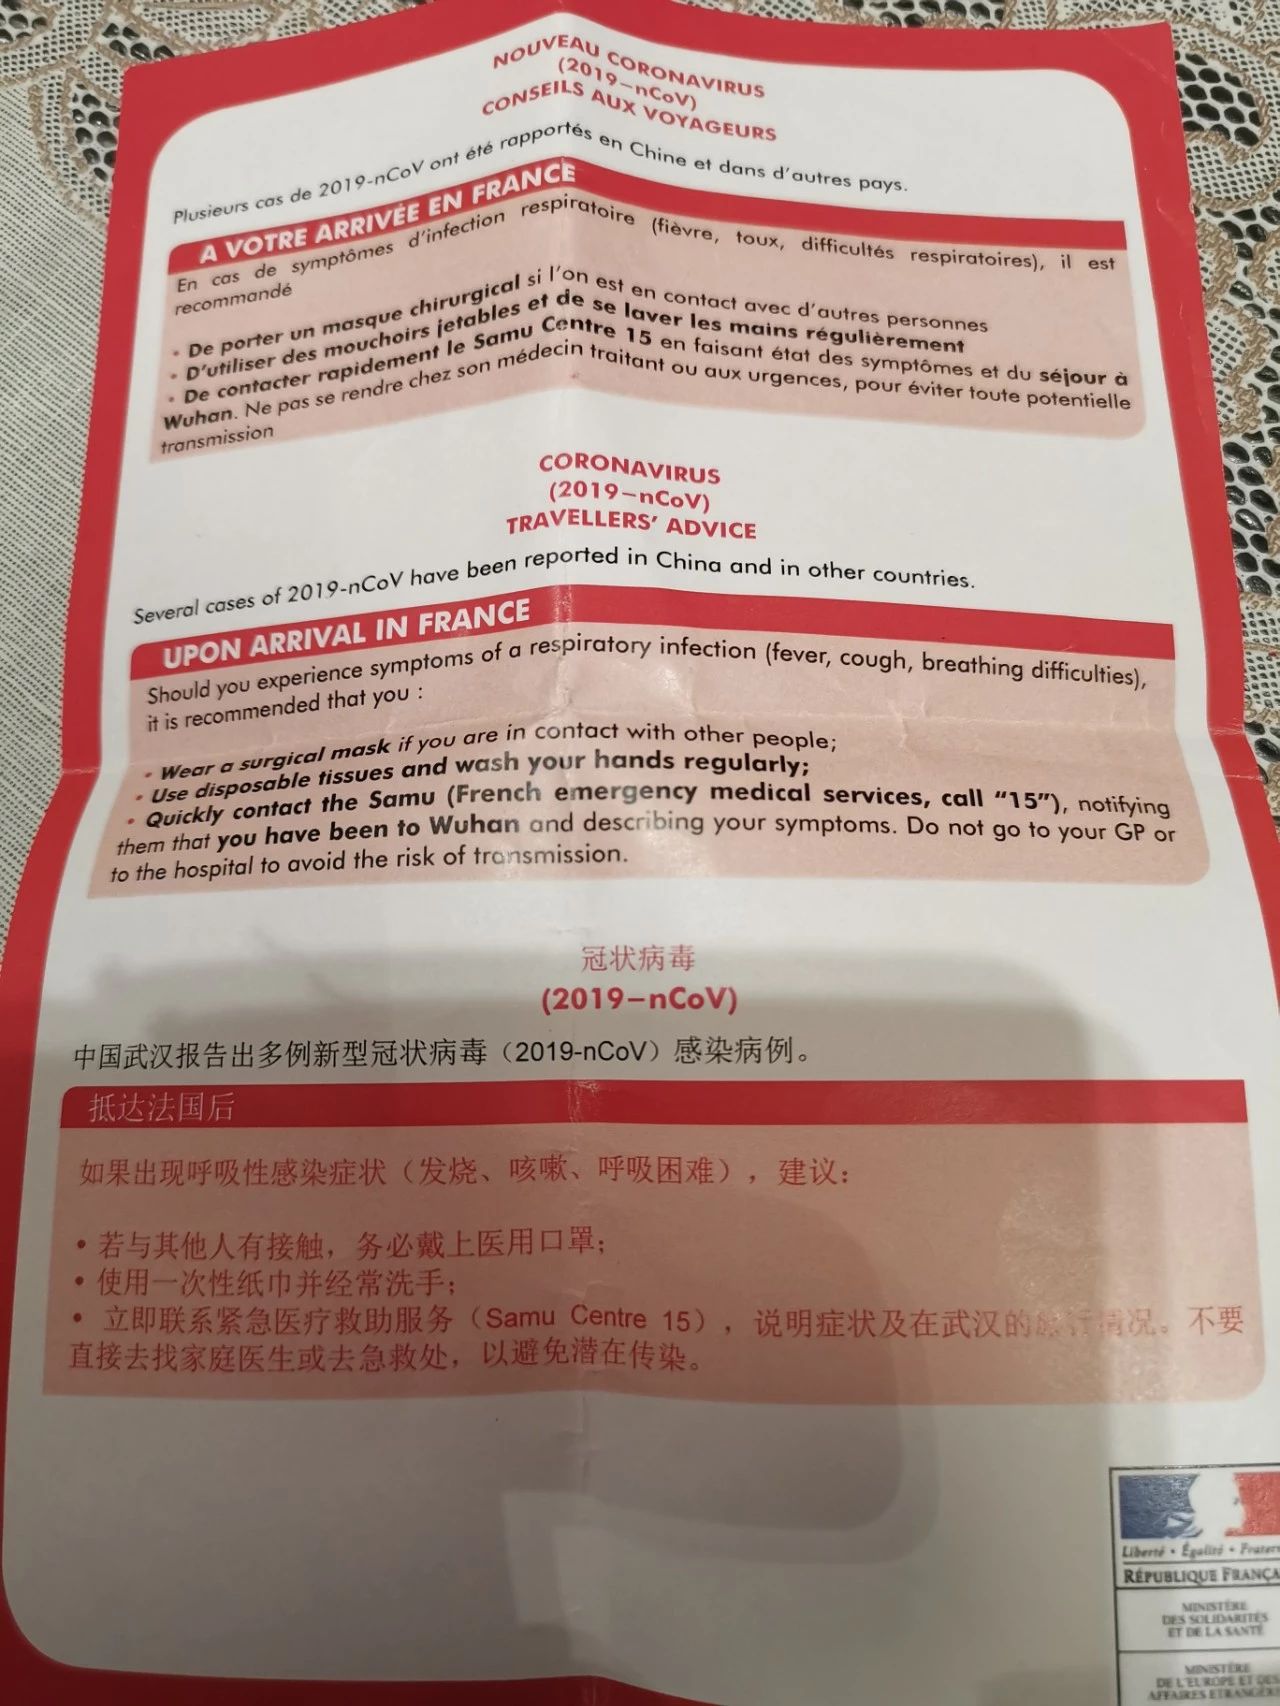 NOUVEAU CORONAVIRUS
(2019-nCoV)
CONSEILS AUX VOYAGEURS
Plusieurs cas de 2019-nCoV ont été rapportés en Chine et dans d'autres pays.
A VOTRE ARRIVÉE EN FRANCE
En cas de symptômes d'infection respiratoire (fièvre, toux, difficultés respiratoires), il est
recommandé
• De porter un masque chirurgical si l'on est en contact avec d'autres personnes
• D'utiliser des mouchoirs jetables et de se laver les mains régulièrement
• De contacter rapidement le Samu Centre 15 en faisant état des symptômes et du séjour à
Wuhan. Ne pas se rendre chez son médecin traitant ou aux urgences, pour éviter toute potentielle
transmission
CORONAVIRUS
(2019-nCoV)
TRAVELLERS' ADVICE
Several cases of 2019-nCoV have been reported in China and in other countries.
UPON ARRIVAL IN FRANCE
Should you experience symptoms of a respiratory infection (fever, cough, breathing difficulties),
it is recommended that you :
• Wear a surgical mask if you are in contact with other people;
• Use disposable tissues and wash your hands regularly;
• Quickly contact the Samu (French emergency medical services, call "15"), notifying
them that you have been to Wuhan and describing your symptoms. Do not go to your GP or
to the hospital to avoid the risk of transmission.
冠状病毒
(2019-nCoV)
中国武汉报告出多例新型冠状病毒（2019-nCoV）感染病例。
抵达法国后
如果出现呼吸性感染症状（发烧、咳嗽、呼吸困难），建议：
• 若与其他人有接触，务必戴上医用口罩；
• 使用一次性纸巾并经常洗手；
• 立即联系紧急医疗救助服务（Samu Centre 15），说明症状及在武汉的旅行情况。不要
直接去找家庭医生或去急救处，以避免潜在传染。
Liberté • Égalité • Frater
RÉPUBLIQUE FRANÇA
MINISTÈRE
DES SOLIDARITÉS
ET DE LA SANTÉ
MINISTÈRE
DE L'EUROPE ET DES
AFFAIRES ÉTRANGÈRE